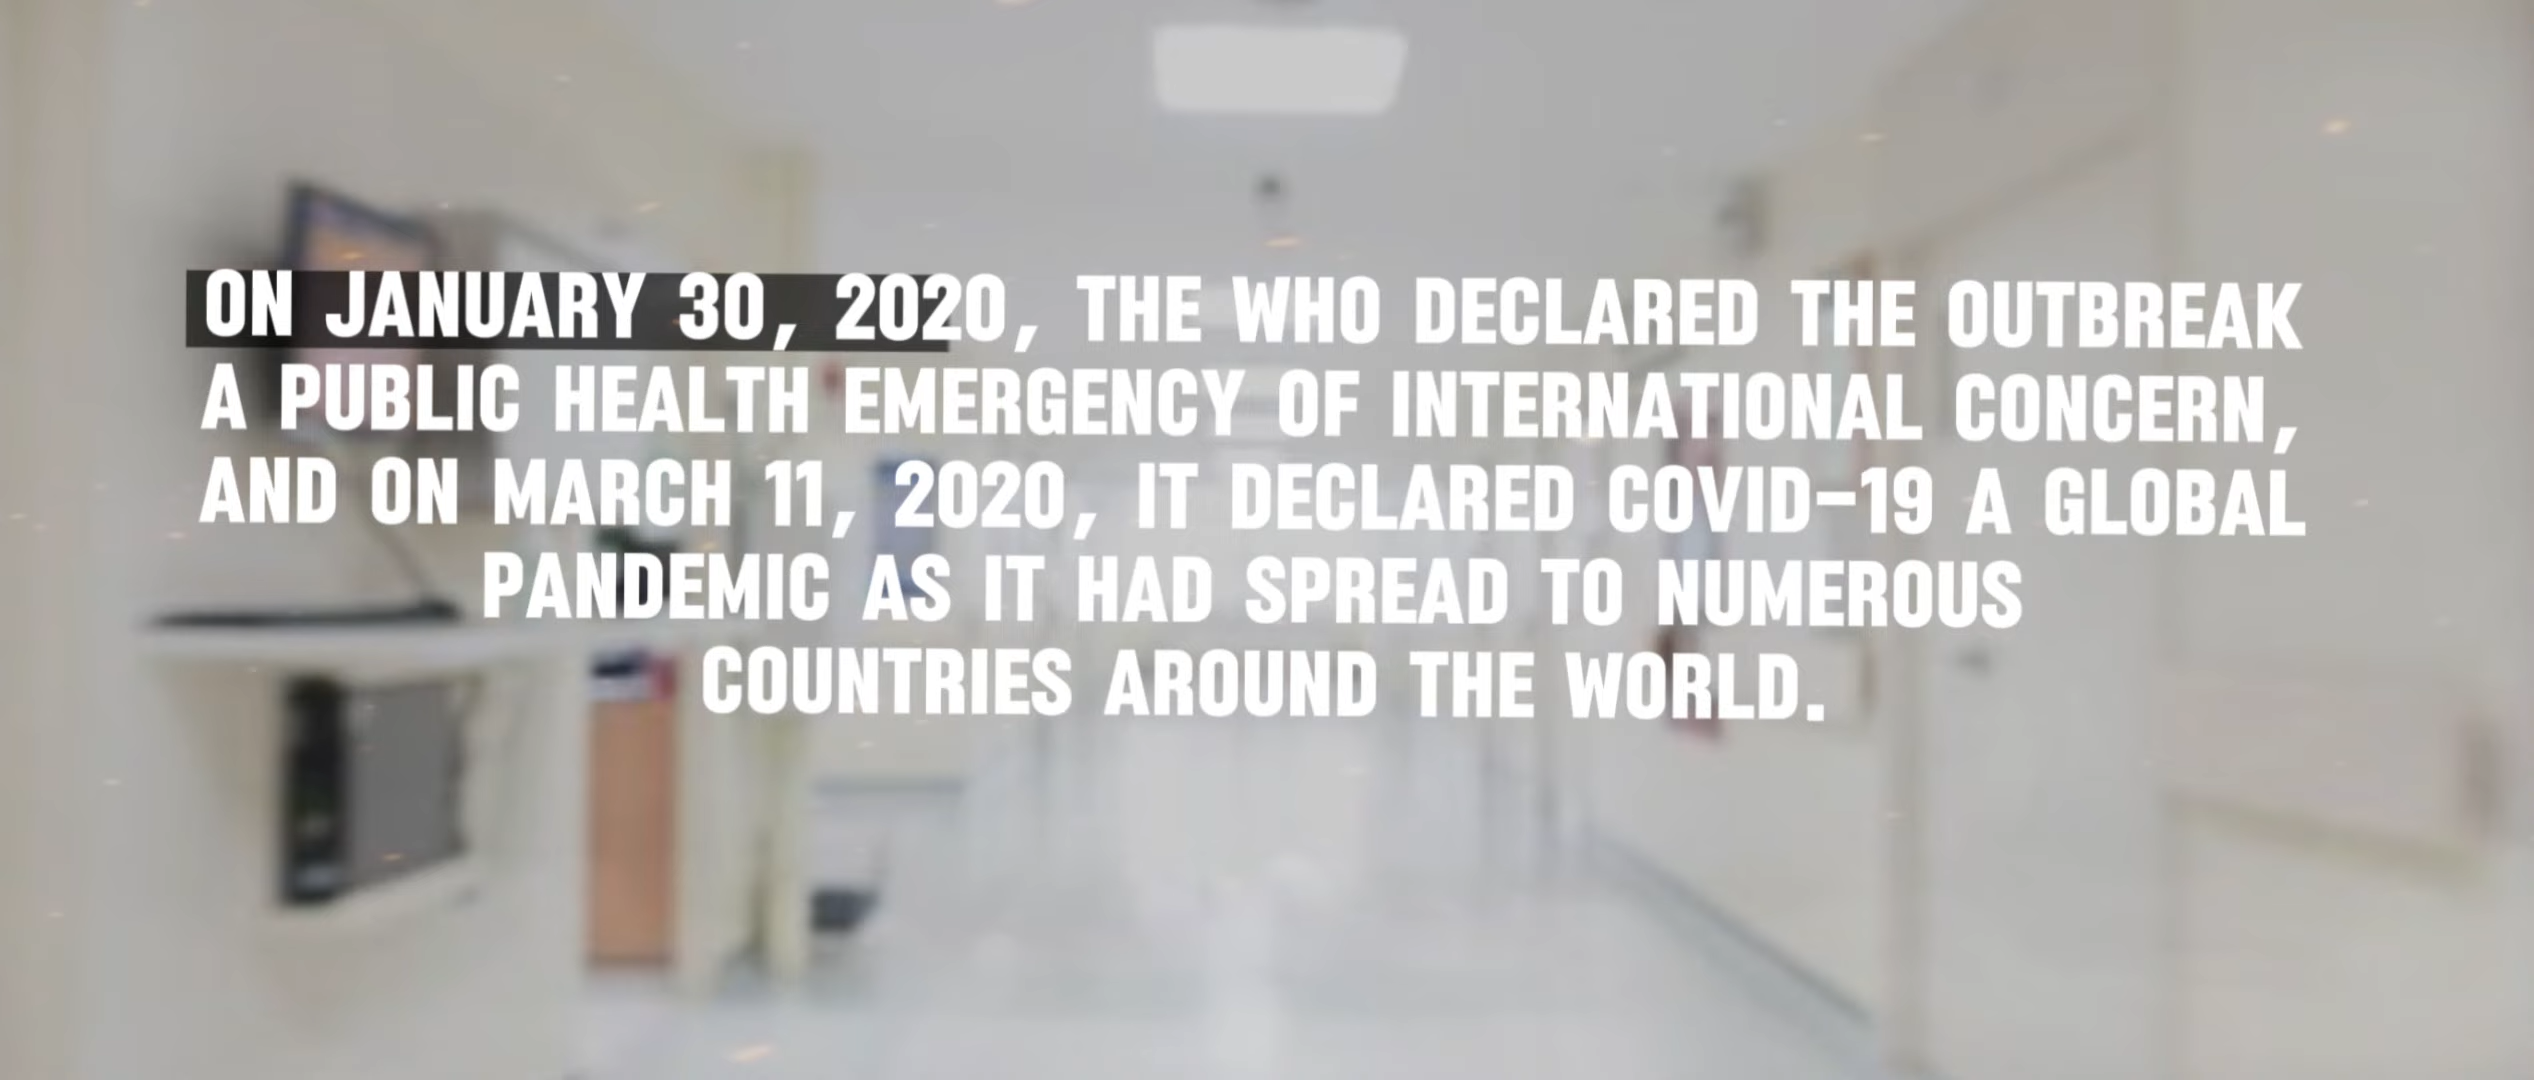 ON JANUARY 30, 2020, THE WHO DECLARED THE OUTBREAK
A PUBLIC HEALTH EMERGENCY OF INTERNATIONAL CONCERN,
AND ON MARCH 11, 2020, IT DECLARED COVID-19 A GLOBAL
PANDEMIC AS IT HAD SPREAD TO NUMEROUS
COUNTRIES AROUND THE WORLD.